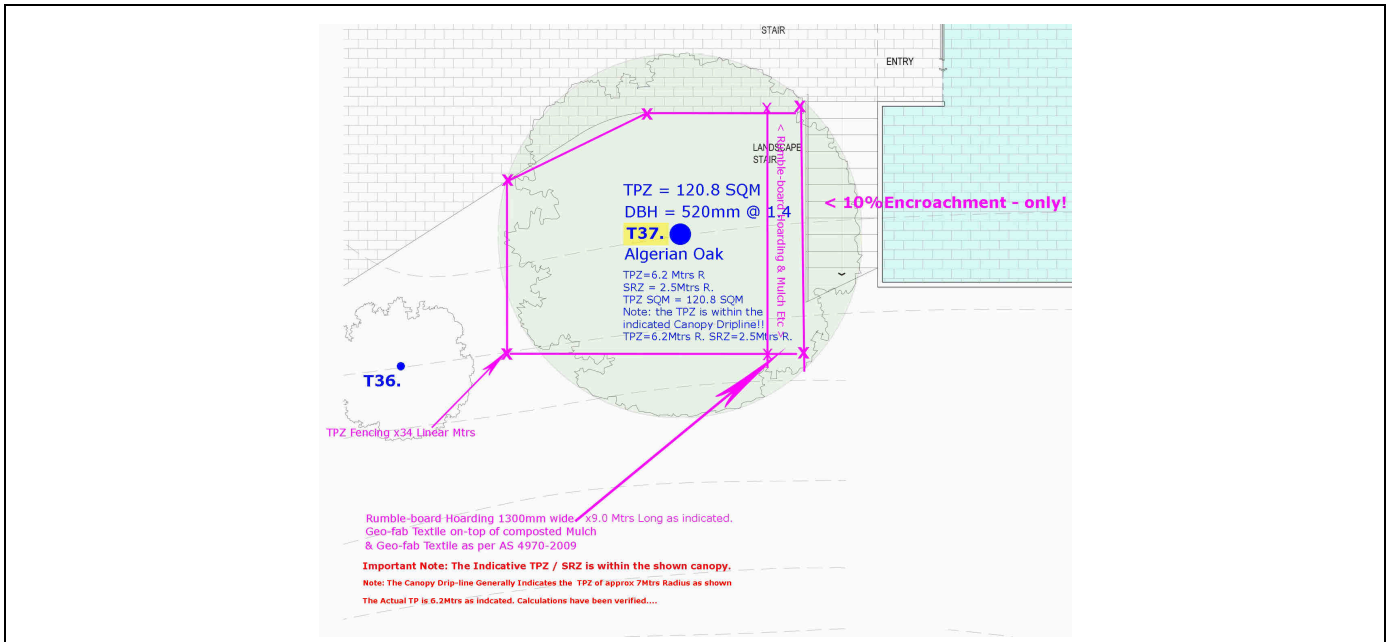 STAIR
ENTRY
LANDSCAPE
STAIR
< Rumble-board Hoarding & Mulch Etc >
TPZ = 120.8 SQM
DBH = 520mm @ 1.4
< 10%Encroachment - only!
T37.
Algerian Oak
TPZ=6.2 Mtrs R
SRZ = 2.5Mtrs R.
TPZ SQM = 120.8 SQM
Note: the TPZ is within the
indicated Canopy Dripline!!
TPZ=6.2Mtrs R. SRZ=2.5Mtrs R.
T36.
TPZ Fencing x34 Linear Mtrs
Rumble-board Hoarding 1300mm wide x9.0 Mtrs Long as indicated.
Geo-fab Textile on-top of composted Mulch
& Geo-fab Textile as per AS 4970-2009
Important Note: The Indicative TPZ / SRZ is within the shown canopy.
Note: The Canopy Drip-line Generally Indicates the TPZ of approx 7Mtrs Radius as shown
The Actual TP is 6.2Mtrs as indcated. Calculations have been verified....